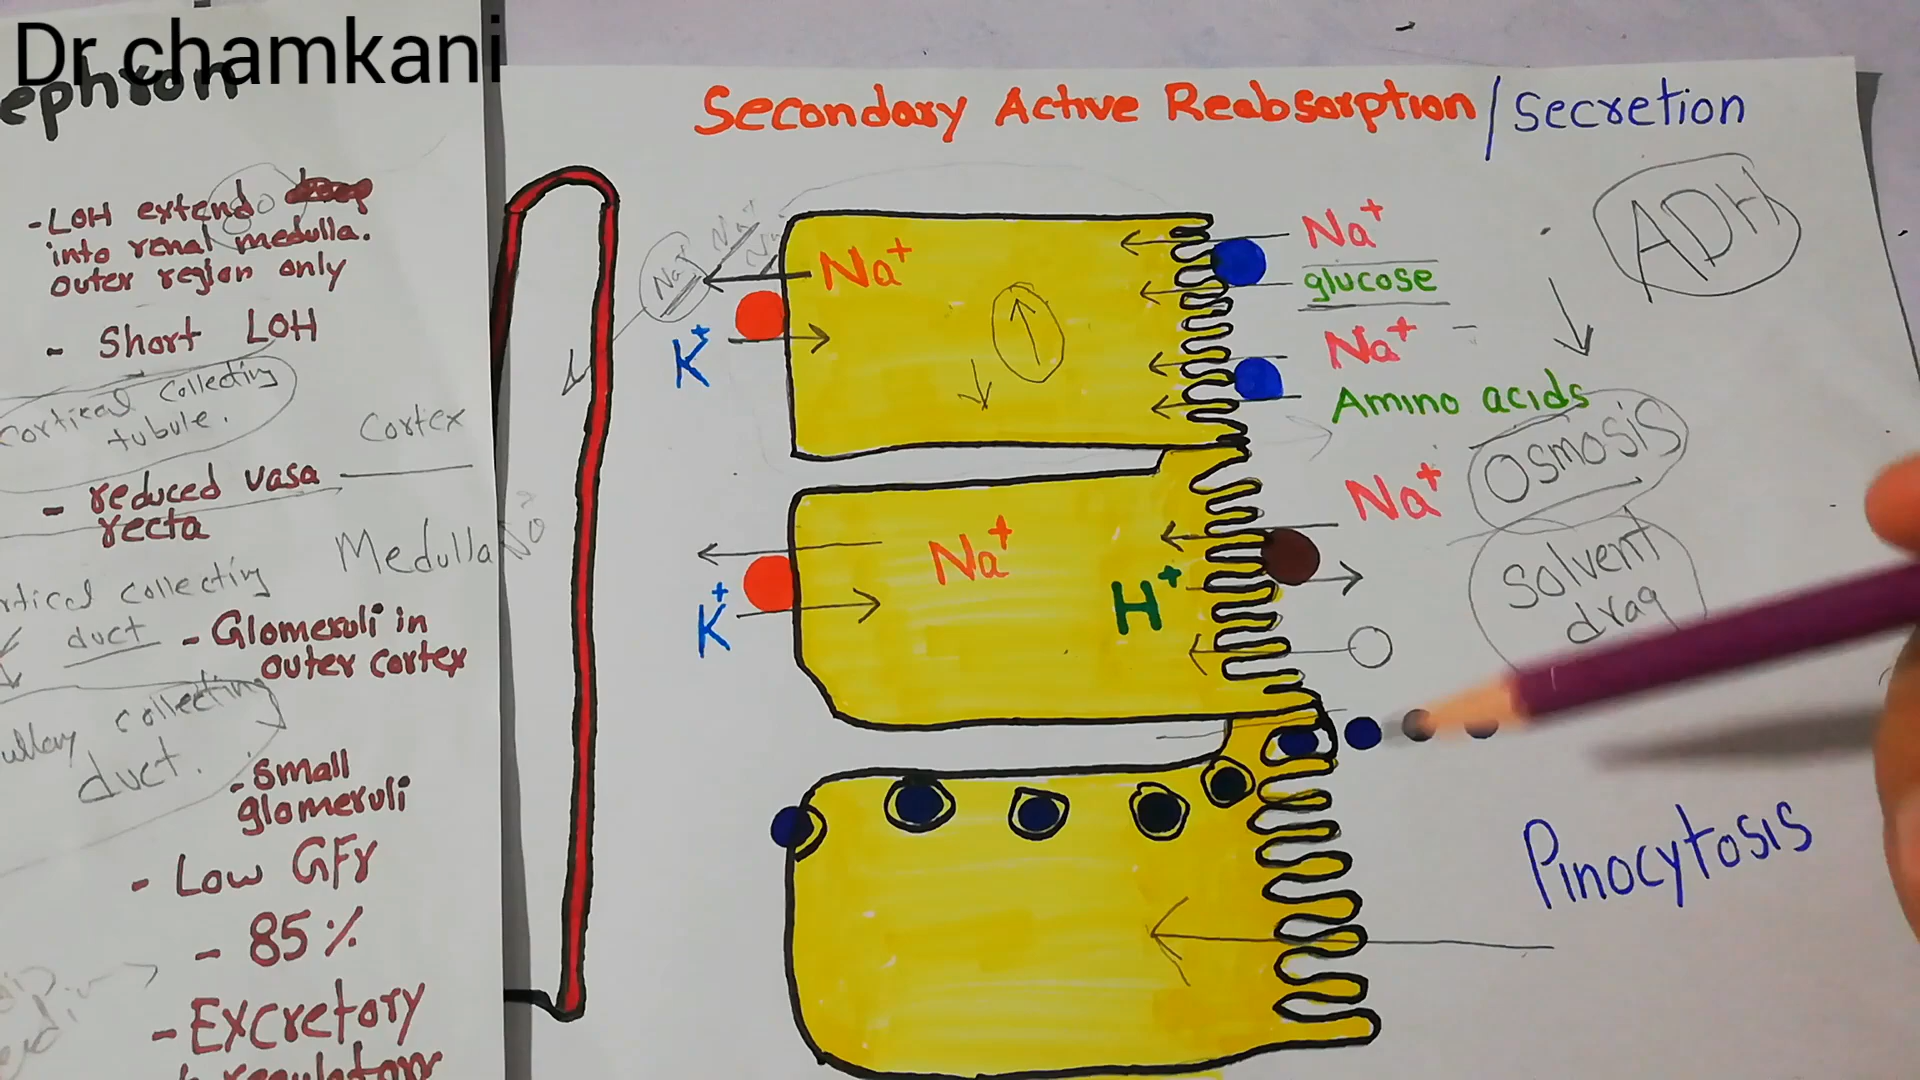 Dr chamkani
ephron
-LOH extend
into renal medulla.
outer region only
- Short LOH
Cortical collecting
tubule.
Cortex
- reduced vasa
recta
Medulla
collecting
duct
- Glomeruli in
outer cortex
collecting
duct.
- small
glomeruli
- Low GFr
- 85%
- Excretory
Secondary Active Reabsorption/Secretion
ADH
Na+
Na+
Na+
glucose
K+
Na+
Amino acids
Osmosis
Na+
Na+
H+
K+
Solvent
drag
Pinocytosis